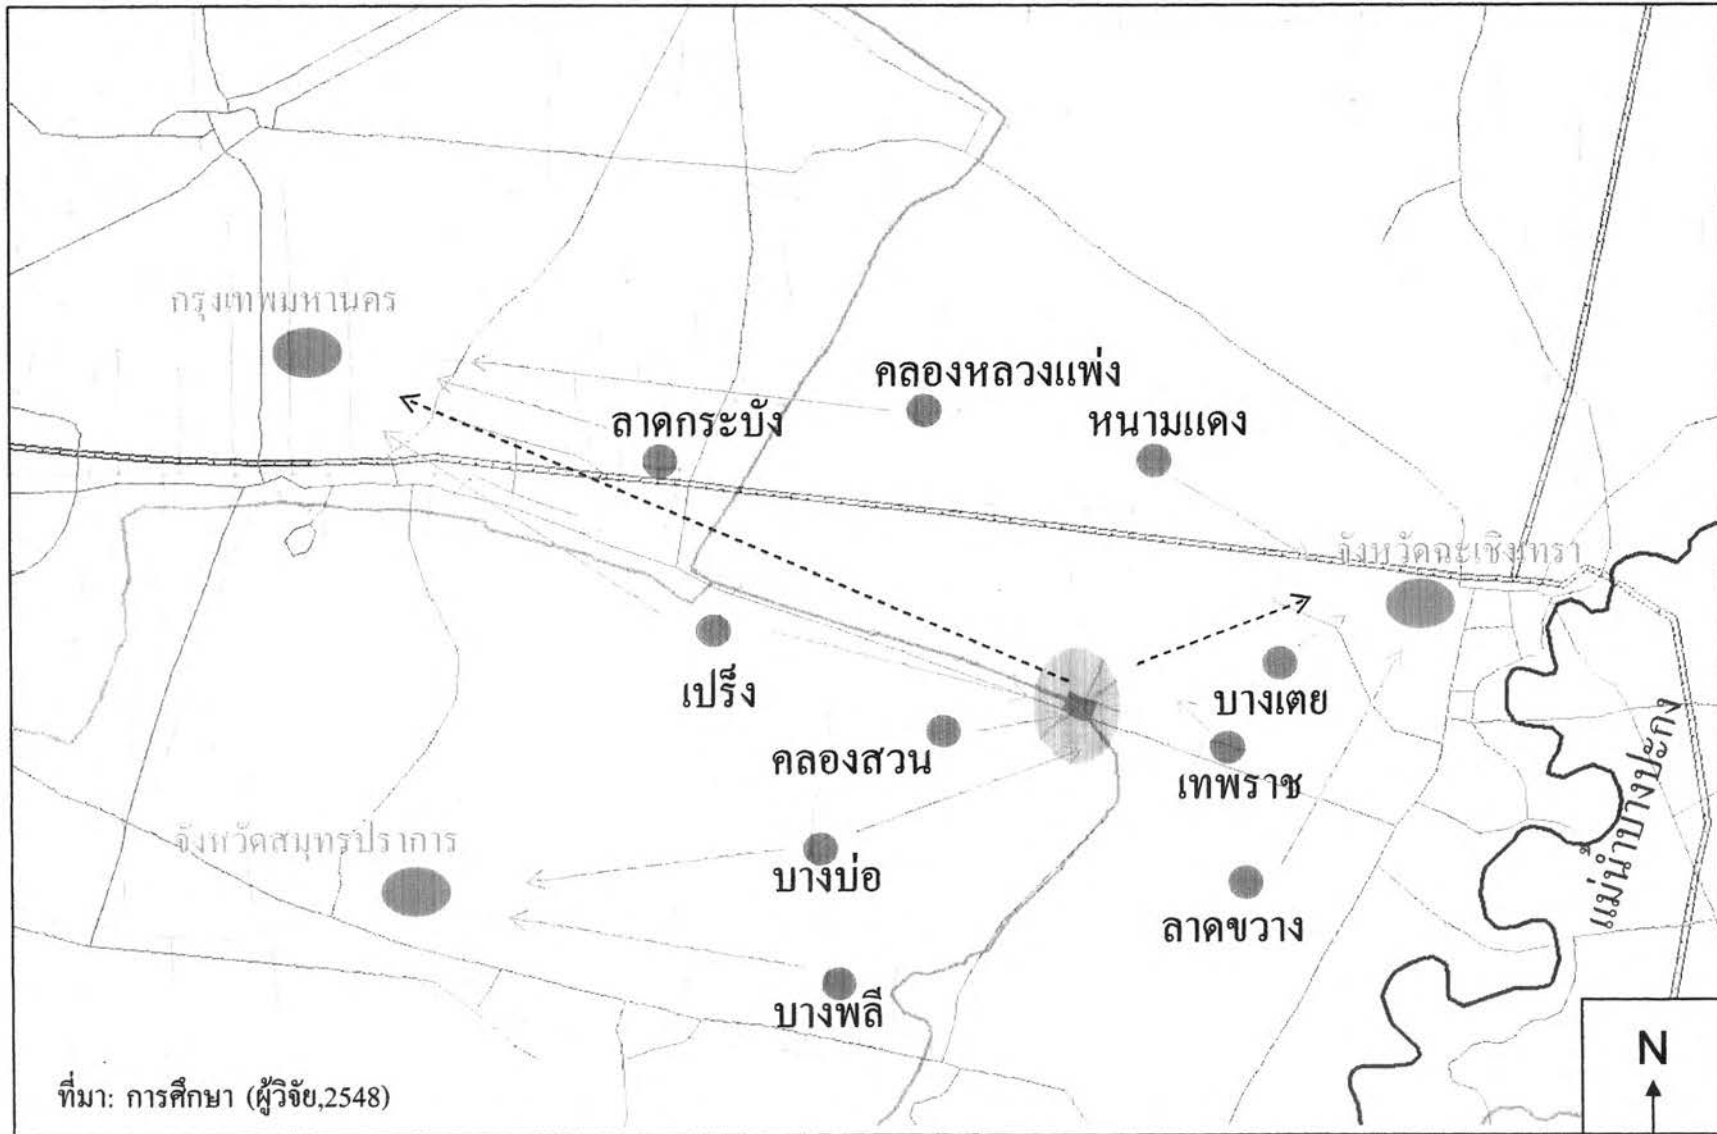 กรุงเทพมหานคร
คลองหลวงแพ่ง
ลาดกระบัง
หนามแดง
จังหวัดฉะเชิงเทรา
เปร็ง
บางเตย
คลองสวน
เทพราช
แม่น้ำบางปะกง
จังหวัดสมุทรปราการ
บางบ่อ
ลาดขวาง
บางพลี
N
ที่มา: การศึกษา (ผู้วิจัย,2548)